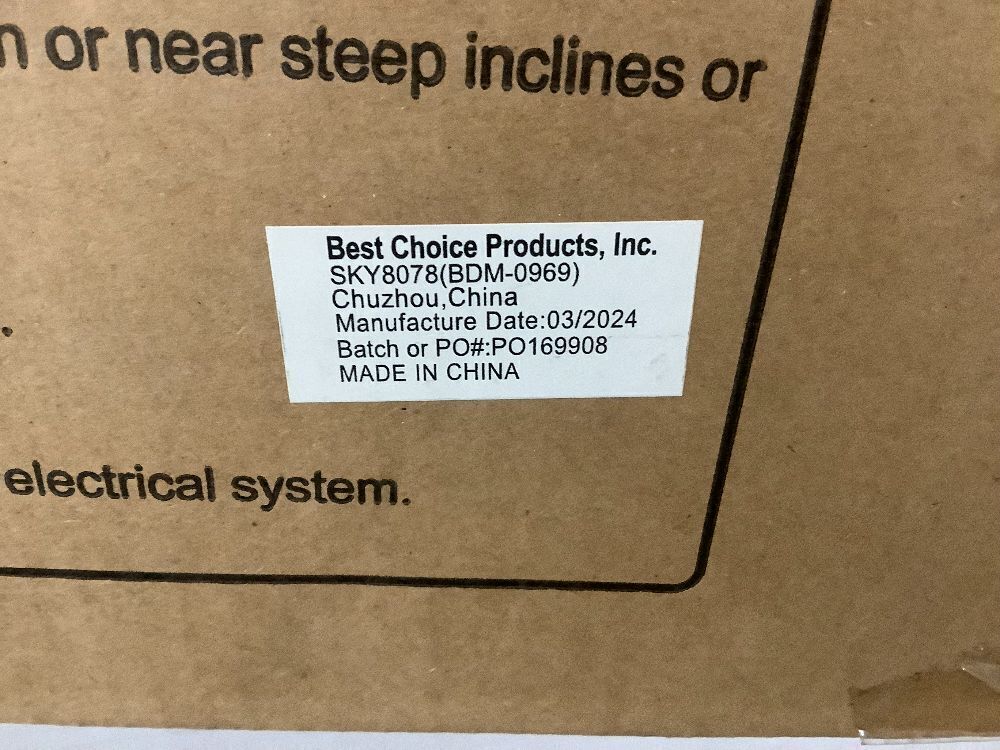 or near steep inclines or
Best Choice Products, Inc.
SKY8078(BDM-0969)
Chuzhou,China
Manufacture Date:03/2024
Batch or PO#:PO169908
MADE IN CHINA
.
electrical system.